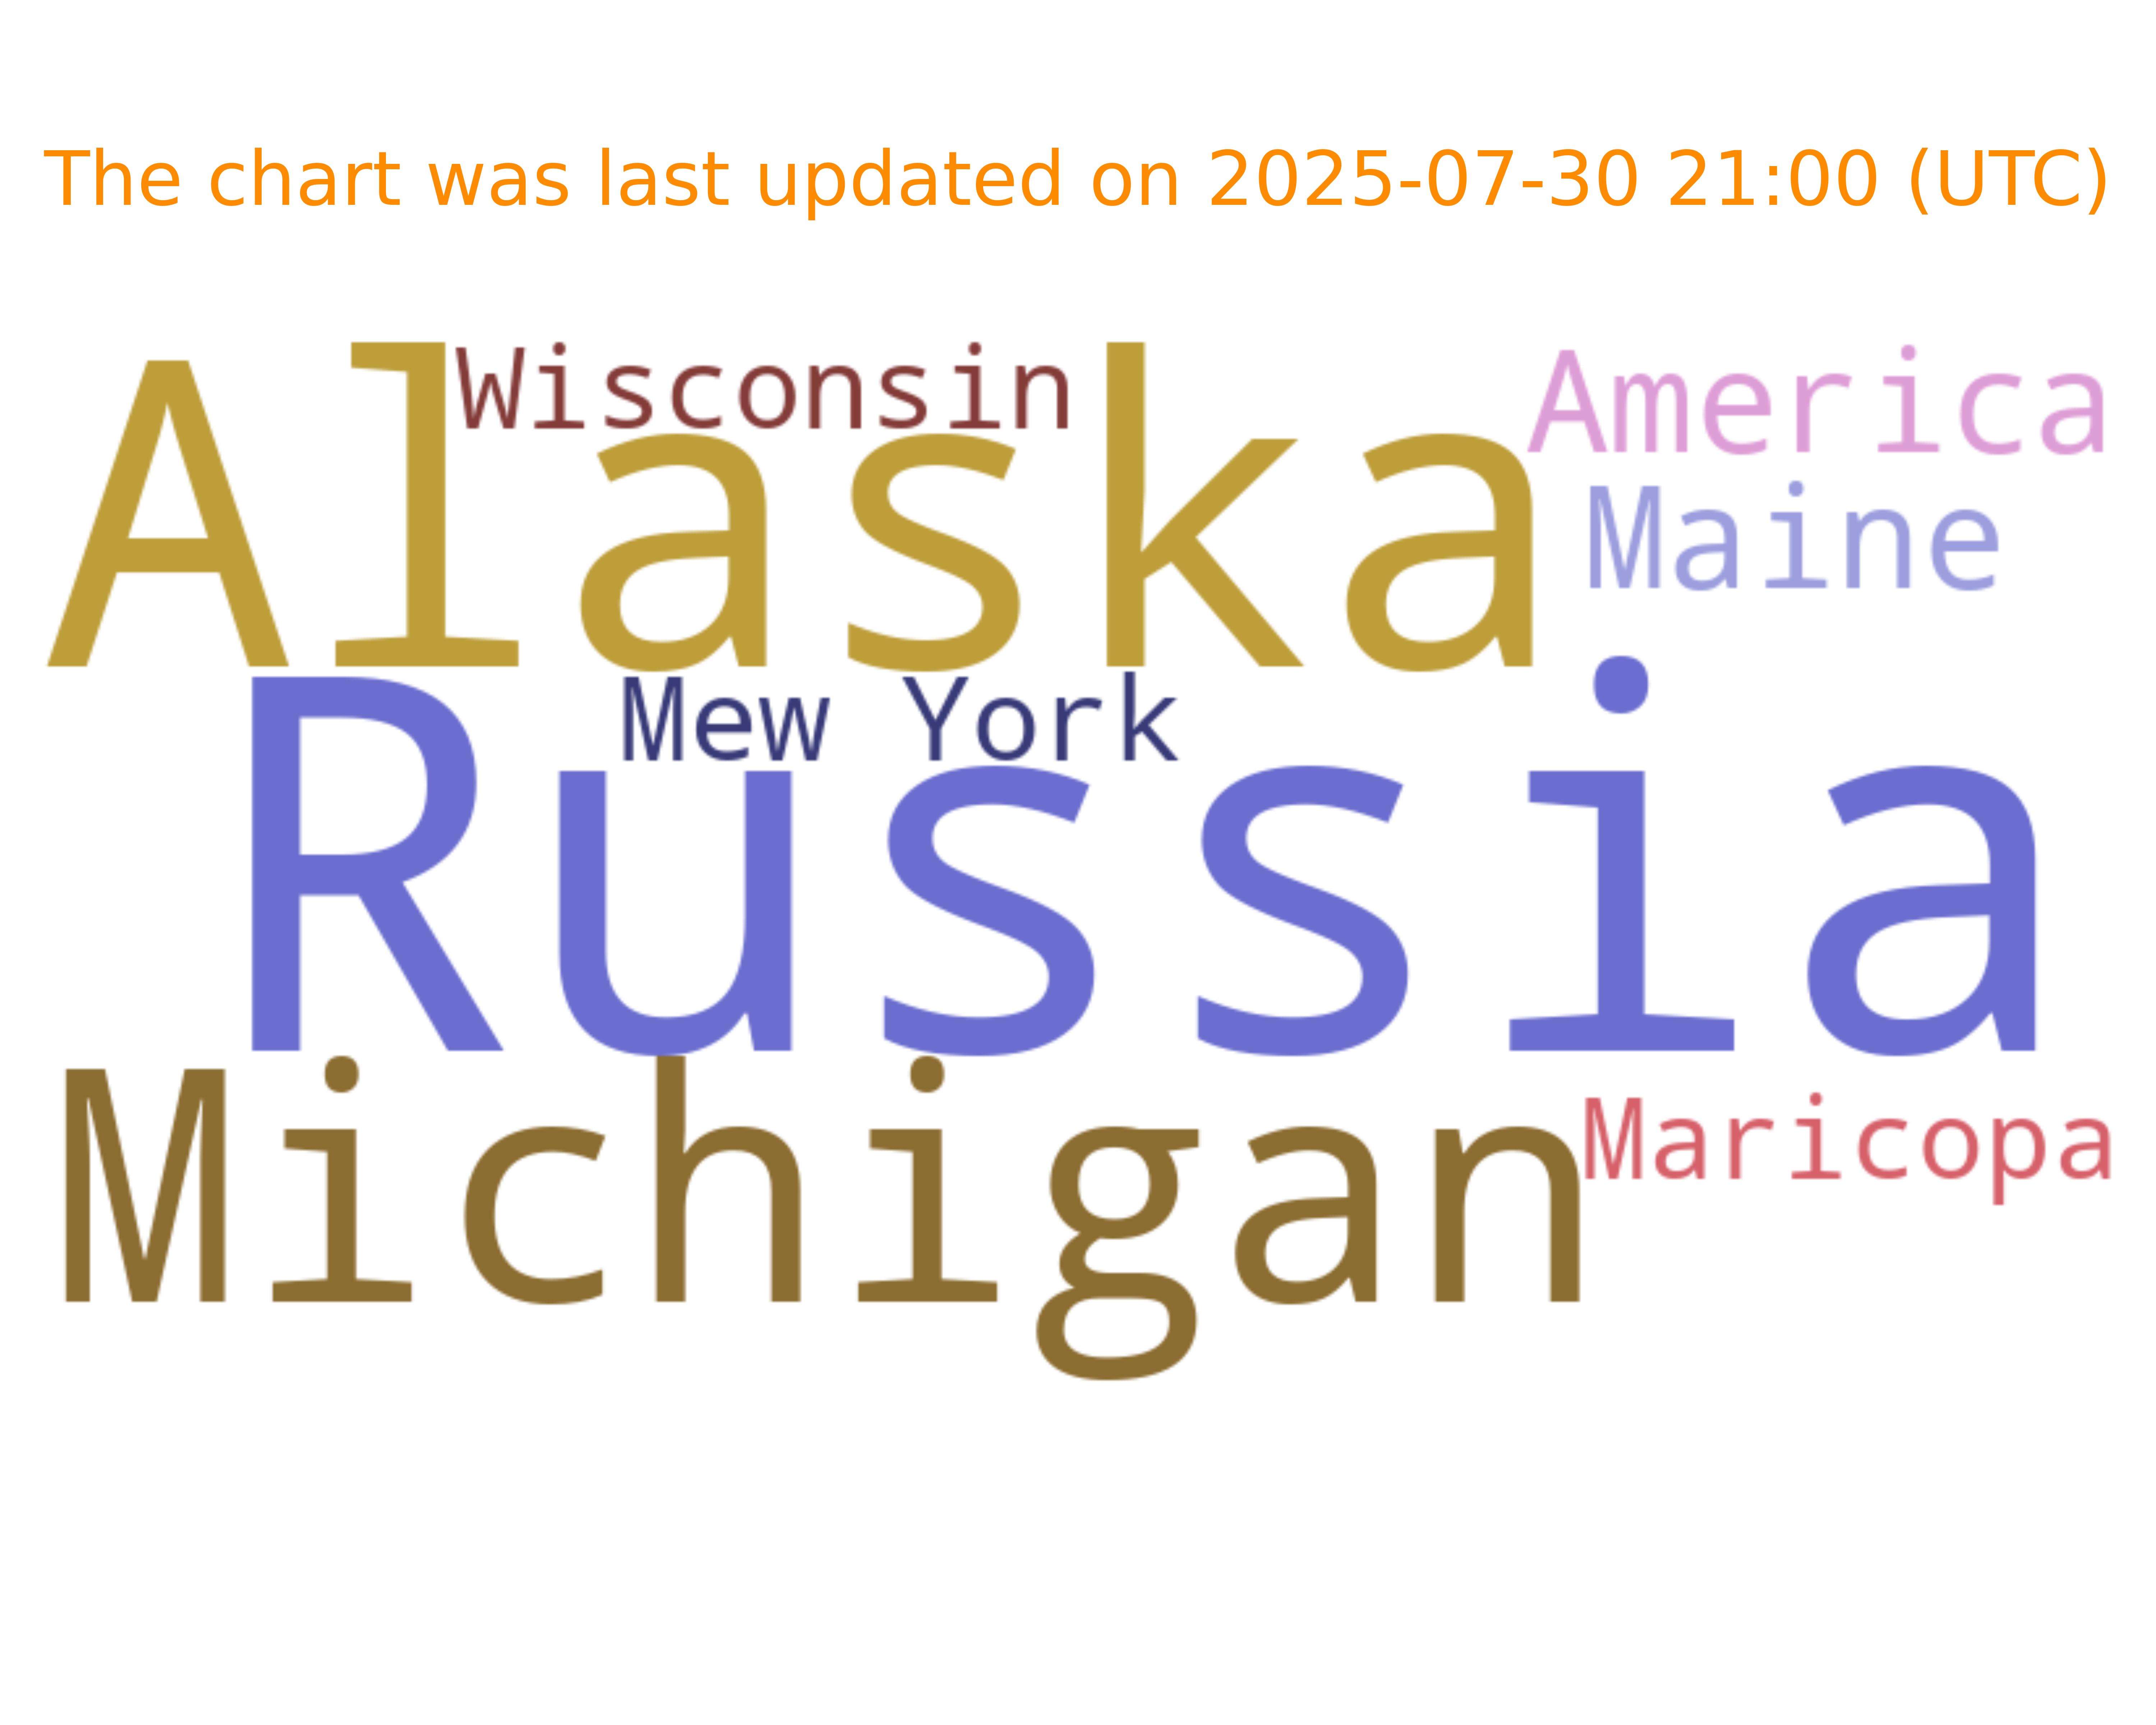 The chart was last updated on 2025-07-30 21:00 (UTC)
Wisconsin
America
Alaska
Maine
Mew York
Russia
Michigan
Maricopa